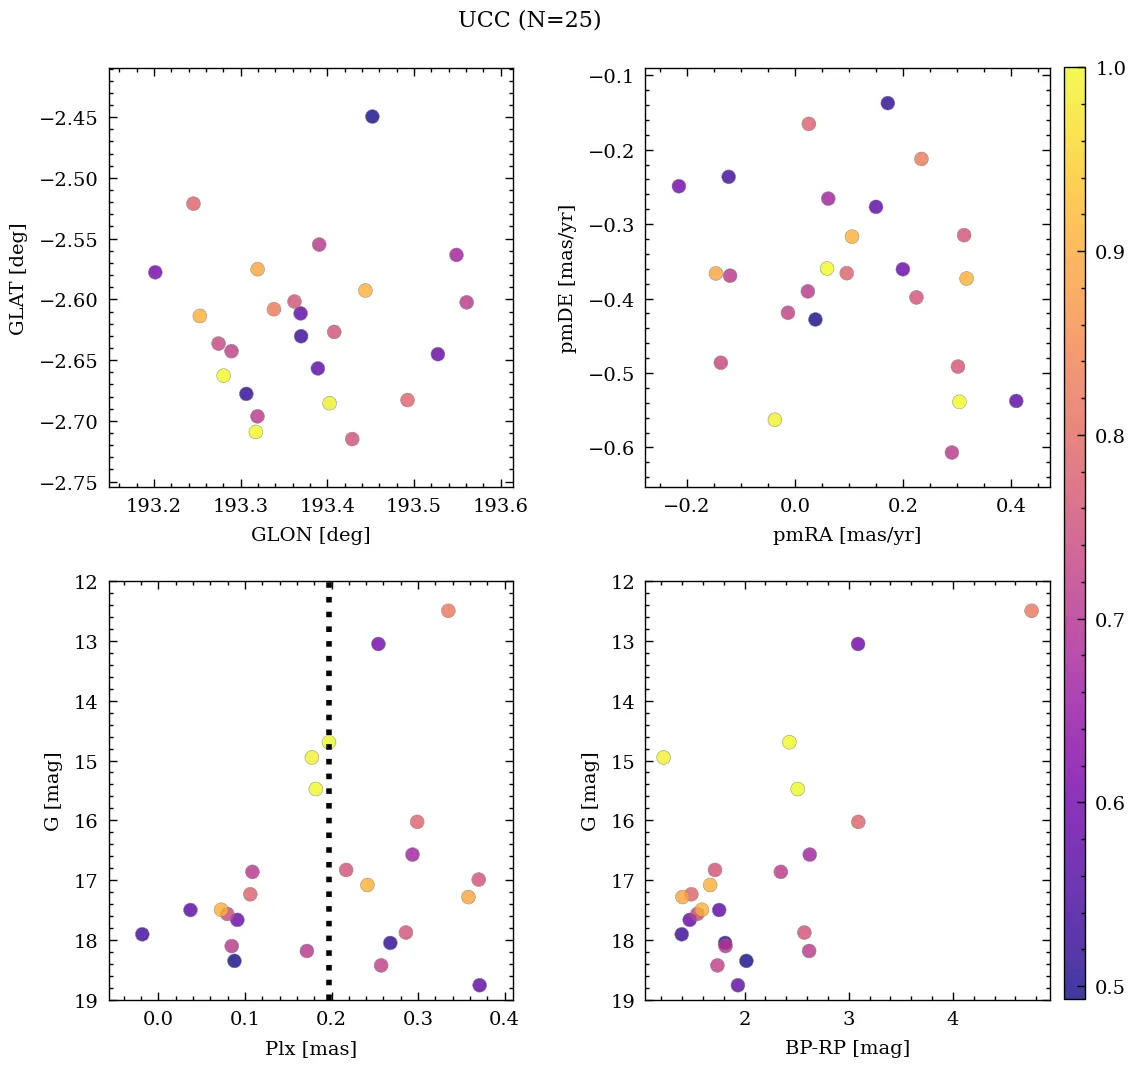 UCC (N=25)
−2.45
−2.50
−2.55
−2.60
−2.65
−2.70
−2.75
GLAT [deg]
193.2 193.3 193.4 193.5 193.6
GLON [deg]
−0.1
−0.2
−0.3
−0.4
−0.5
−0.6
pmDE [mas/yr]
−0.2 0.0 0.2 0.4
pmRA [mas/yr]
12
13
14
15
16
17
18
19
G [mag]
0.0 0.1 0.2 0.3 0.4
Plx [mas]
12
13
14
15
16
17
18
19
G [mag]
2 3 4
BP-RP [mag]
1.0
0.9
0.8
0.7
0.6
0.5